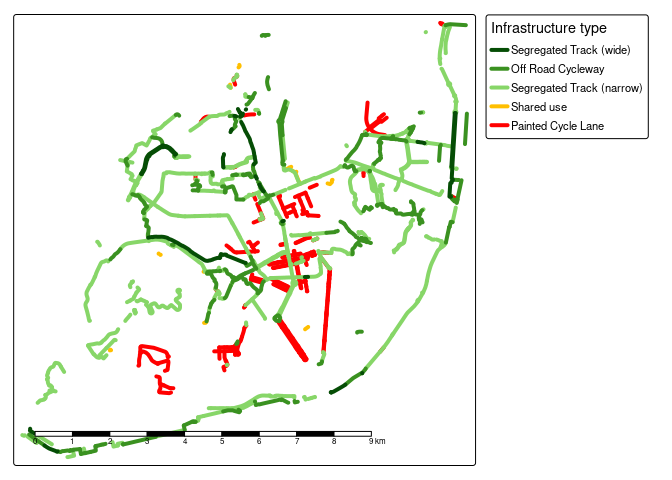 Infrastructure type
Segregated Track (wide)
Off Road Cycleway
Segregated Track (narrow)
Shared use
Painted Cycle Lane
0 1 2 3 4 5 6 7 8 9 km